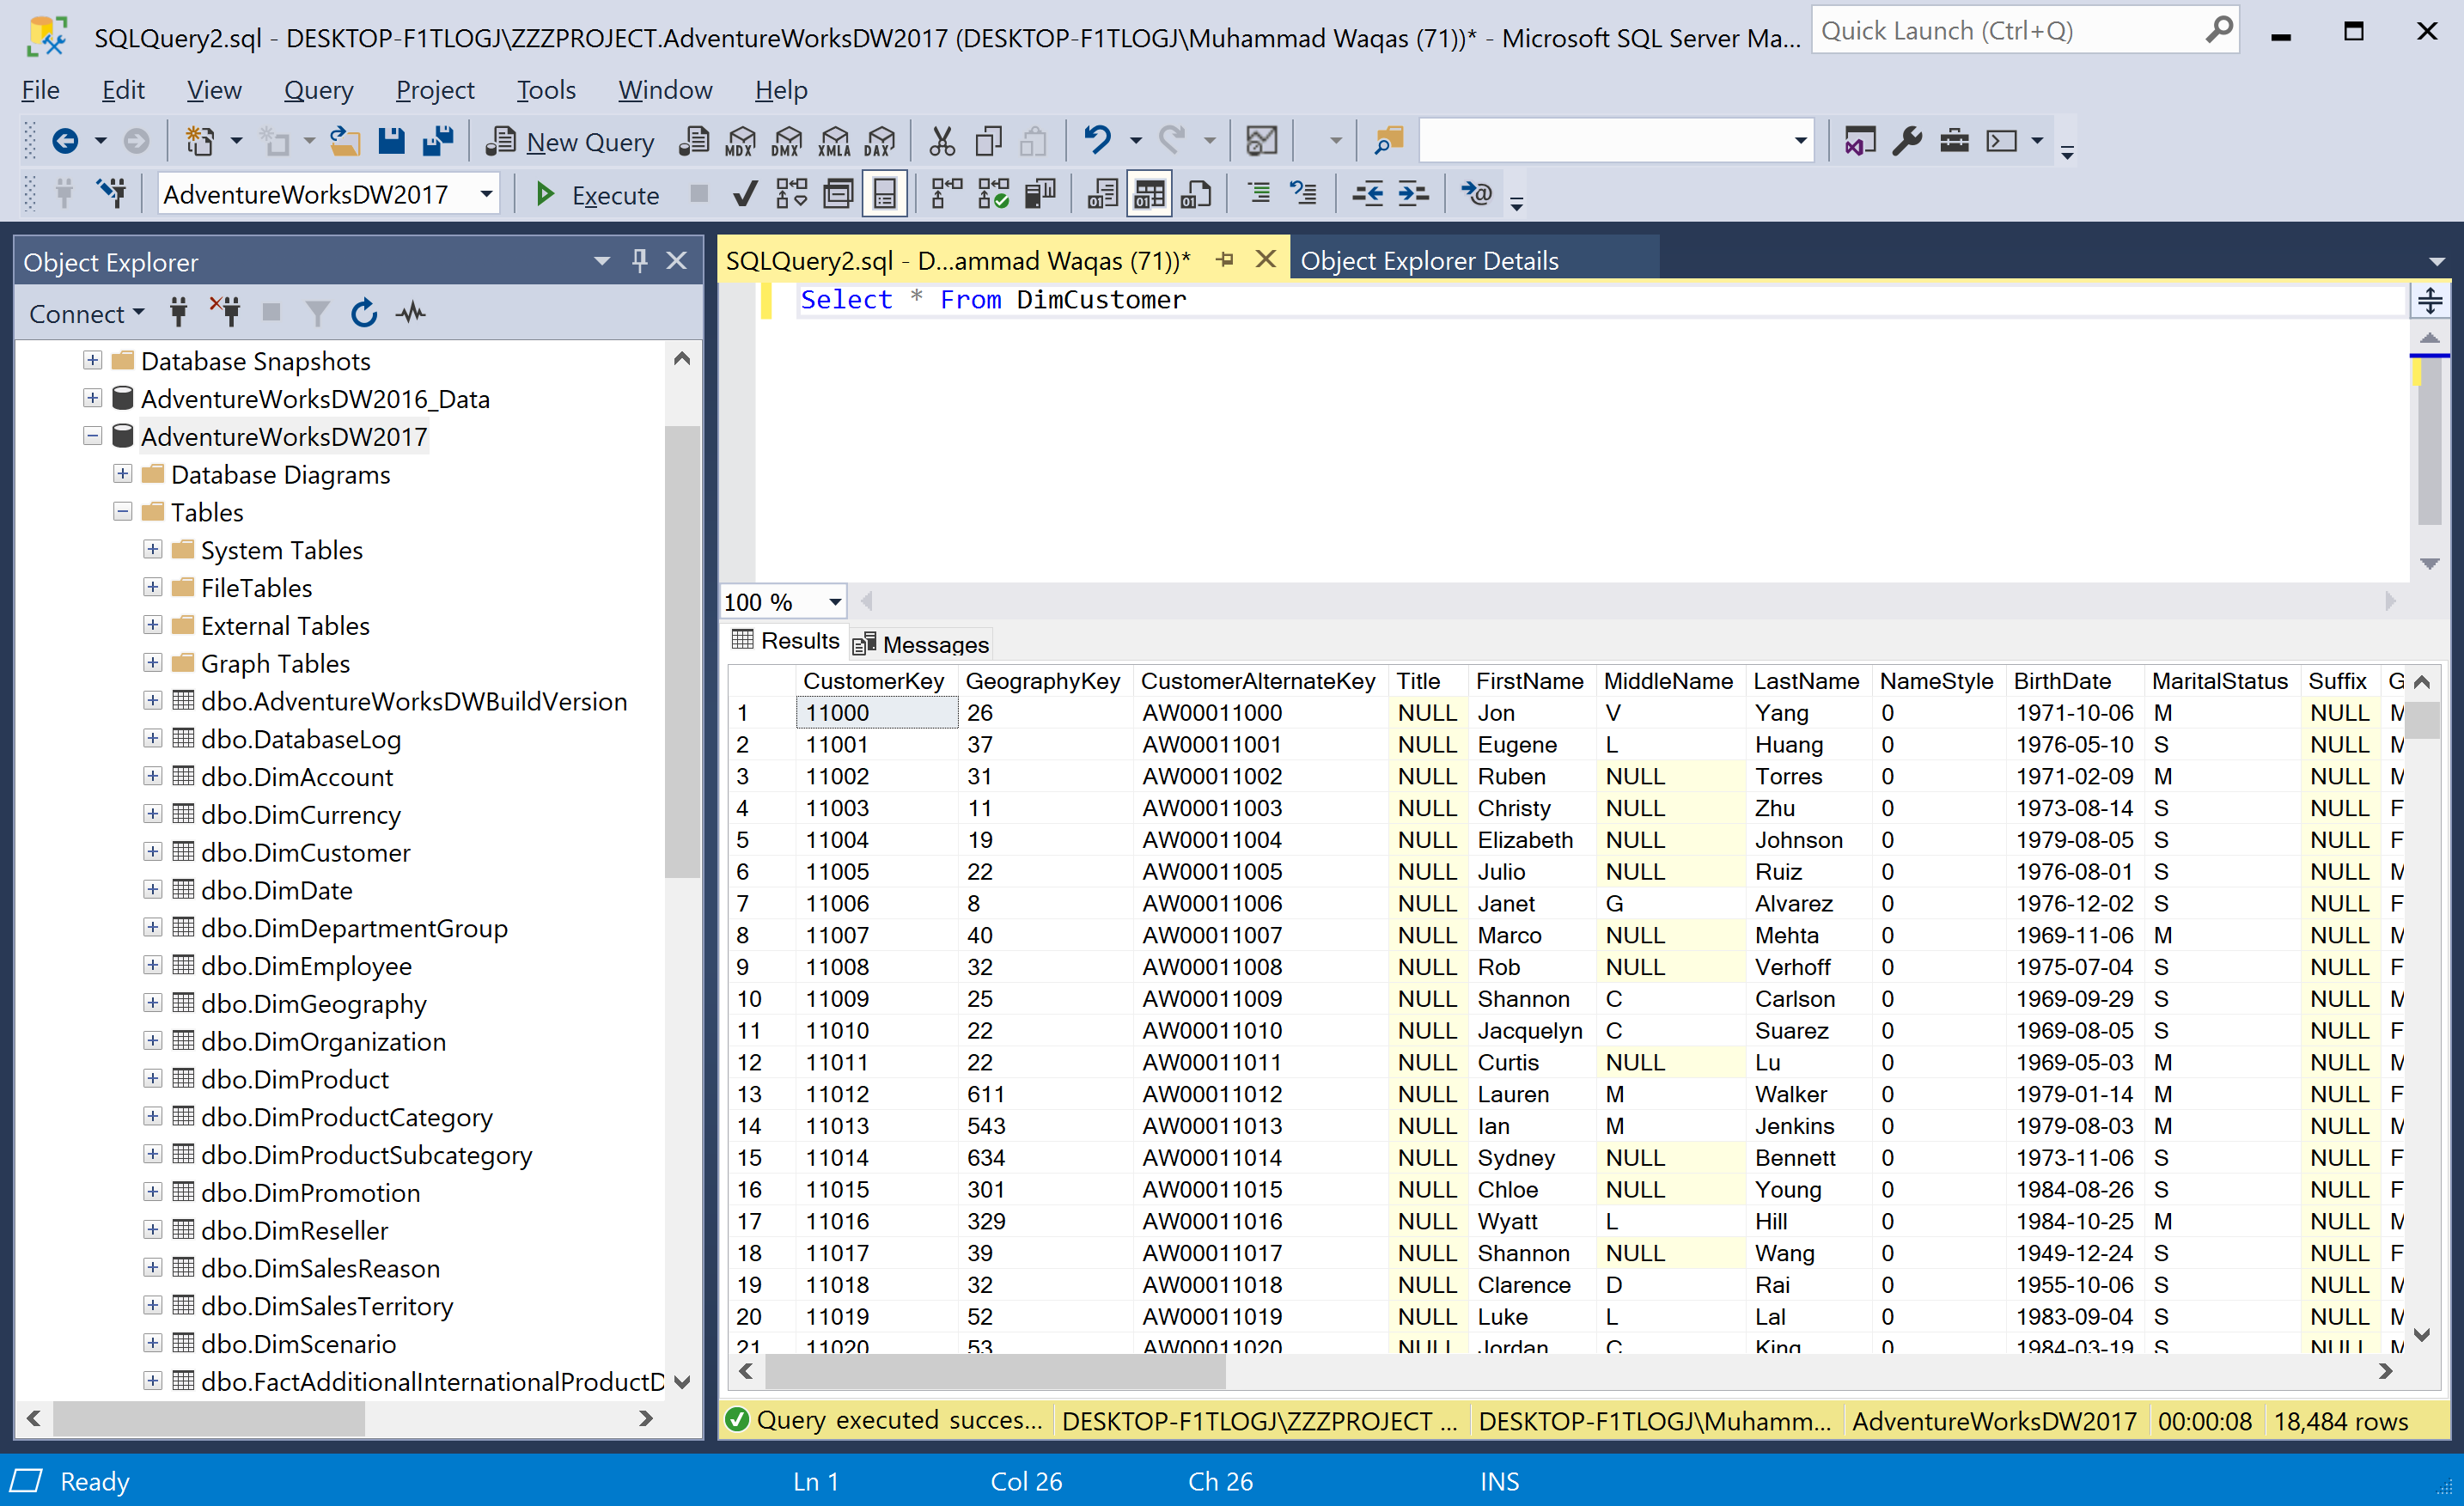 SQLQuery2.sql - DESKTOP-F1TLOGJ\ZZZPROJECT.AdventureWorksDW2017 (DESKTOP-F1TLOGJ\Muhammad Waqas (71))* - Microsoft SQL Server Ma...
Quick Launch (Ctrl+Q)
File Edit View Query Project Tools Window Help
New Query MDX DMX XMLA DAX
AdventureWorksDW2017 Execute
Object Explorer
Connect
Database Snapshots
AdventureWorksDW2016_Data
AdventureWorksDW2017
Database Diagrams
Tables
System Tables
FileTables
External Tables
Graph Tables
dbo.AdventureWorksDWBuildVersion
dbo.DatabaseLog
dbo.DimAccount
dbo.DimCurrency
dbo.DimCustomer
dbo.DimDate
dbo.DimDepartmentGroup
dbo.DimEmployee
dbo.DimGeography
dbo.DimOrganization
dbo.DimProduct
dbo.DimProductCategory
dbo.DimProductSubcategory
dbo.DimPromotion
dbo.DimReseller
dbo.DimSalesReason
dbo.DimSalesTerritory
dbo.DimScenario
dbo.FactAdditionalInternationalProductD
SQLQuery2.sql - D...ammad Waqas (71))* Object Explorer Details
Select * From DimCustomer
100 %
Results Messages
CustomerKey GeographyKey CustomerAlternateKey Title FirstName MiddleName LastName NameStyle BirthDate MaritalStatus Suffix G
1 11000 26 AW00011000 NULL Jon V Yang 0 1971-10-06 M NULL M
2 11001 37 AW00011001 NULL Eugene L Huang 0 1976-05-10 S NULL M
3 11002 31 AW00011002 NULL Ruben NULL Torres 0 1971-02-09 M NULL M
4 11003 11 AW00011003 NULL Christy NULL Zhu 0 1973-08-14 S NULL F
5 11004 19 AW00011004 NULL Elizabeth NULL Johnson 0 1979-08-05 S NULL F
6 11005 22 AW00011005 NULL Julio NULL Ruiz 0 1976-08-01 S NULL M
7 11006 8 AW00011006 NULL Janet G Alvarez 0 1976-12-02 S NULL F
8 11007 40 AW00011007 NULL Marco NULL Mehta 0 1969-11-06 M NULL M
9 11008 32 AW00011008 NULL Rob NULL Verhoff 0 1975-07-04 S NULL F
10 11009 25 AW00011009 NULL Shannon C Carlson 0 1969-09-29 S NULL M
11 11010 22 AW00011010 NULL Jacquelyn C Suarez 0 1969-08-05 S NULL F
12 11011 22 AW00011011 NULL Curtis NULL Lu 0 1969-05-03 M NULL M
13 11012 611 AW00011012 NULL Lauren M Walker 0 1979-01-14 M NULL F
14 11013 543 AW00011013 NULL Ian M Jenkins 0 1979-08-03 M NULL M
15 11014 634 AW00011014 NULL Sydney NULL Bennett 0 1973-11-06 S NULL F
16 11015 301 AW00011015 NULL Chloe NULL Young 0 1984-08-26 S NULL F
17 11016 329 AW00011016 NULL Wyatt L Hill 0 1984-10-25 M NULL M
18 11017 39 AW00011017 NULL Shannon NULL Wang 0 1949-12-24 S NULL F
19 11018 32 AW00011018 NULL Clarence D Rai 0 1955-10-06 S NULL M
20 11019 52 AW00011019 NULL Luke L Lal 0 1983-09-04 S NULL M
21 11020 53 AW00011020 NULL Jordan C King 0 1984-03-19 S NULL M
Query executed succes... DESKTOP-F1TLOGJ\ZZZPROJECT ... DESKTOP-F1TLOGJ\Muhamm... AdventureWorksDW2017 00:00:08 18,484 rows
Ready Ln 1 Col 26 Ch 26 INS